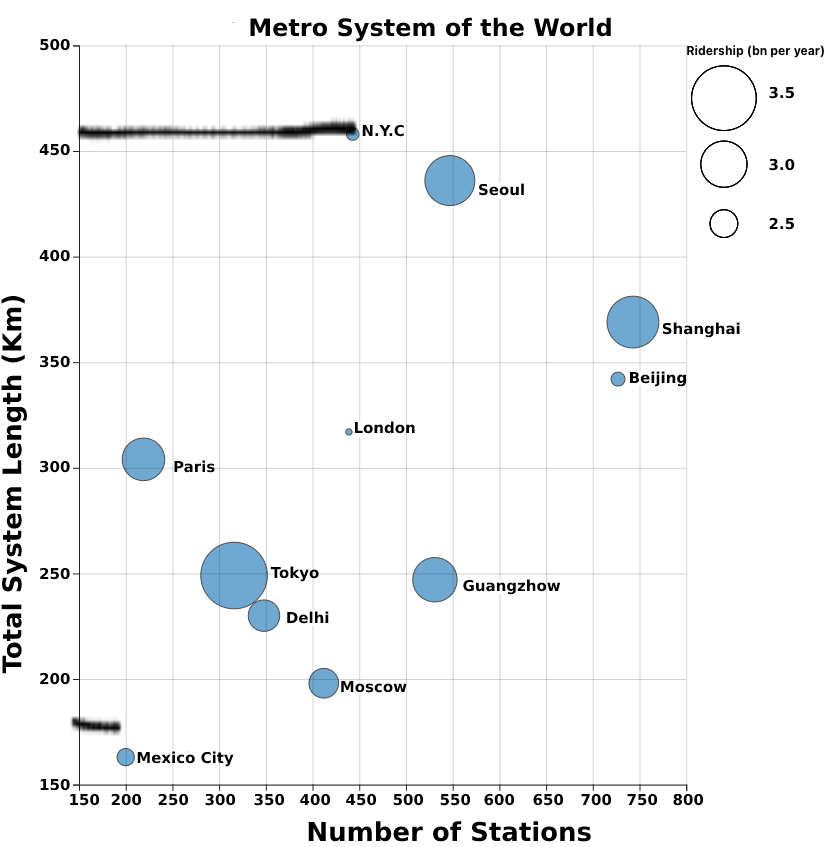 Metro System of the World
Ridership (bn per year)
3.5
3.0
2.5
Total System Length (Km)
500
450
400
350
300
250
200
150
N.Y.C
Seoul
Shanghai
Beijing
London
Paris
Tokyo
Guangzhow
Delhi
Moscow
Mexico City
150 200 250 300 350 400 450 500 550 600 650 700 750 800
Number of Stations